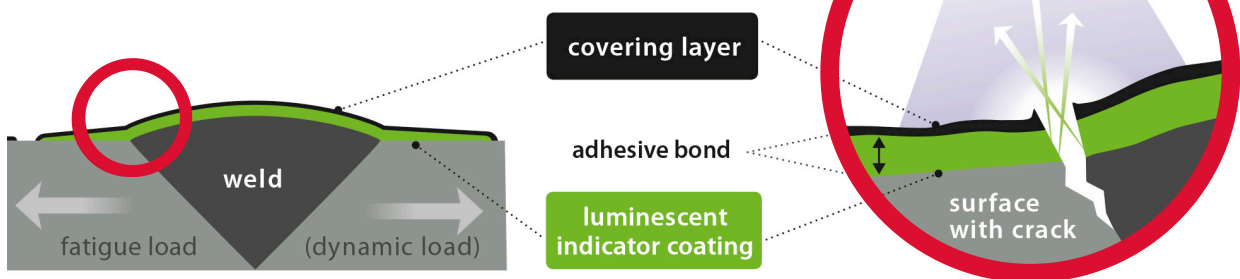 covering layer
adhesive bond
weld
luminescent
indicator coating
fatigue load
(dynamic load)
surface
with crack